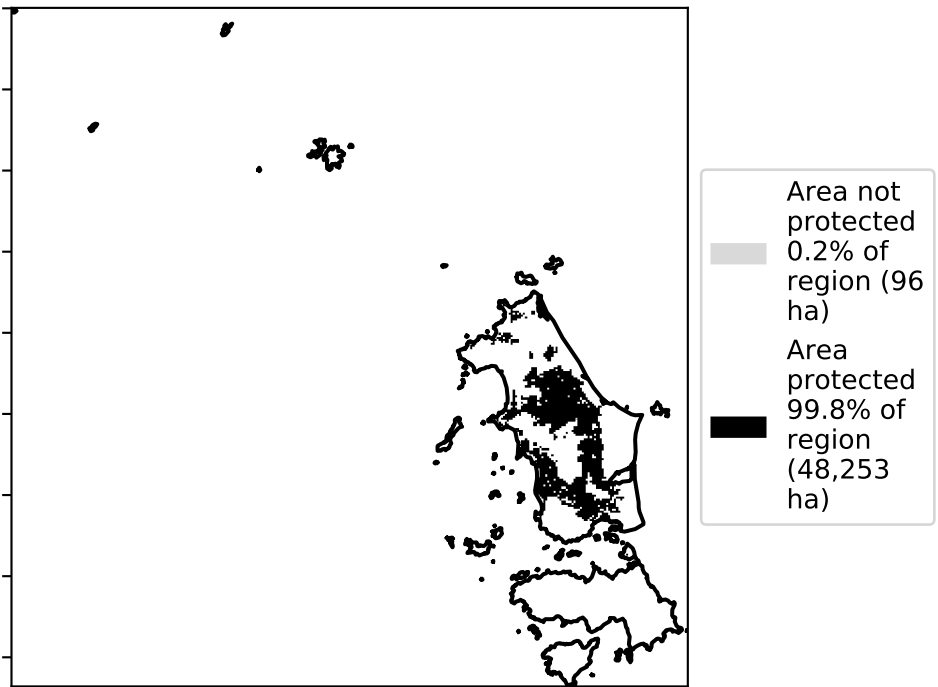 Area not
protected
0.2% of
region (96
ha)
Area
protected
99.8% of
region
(48,253
ha)